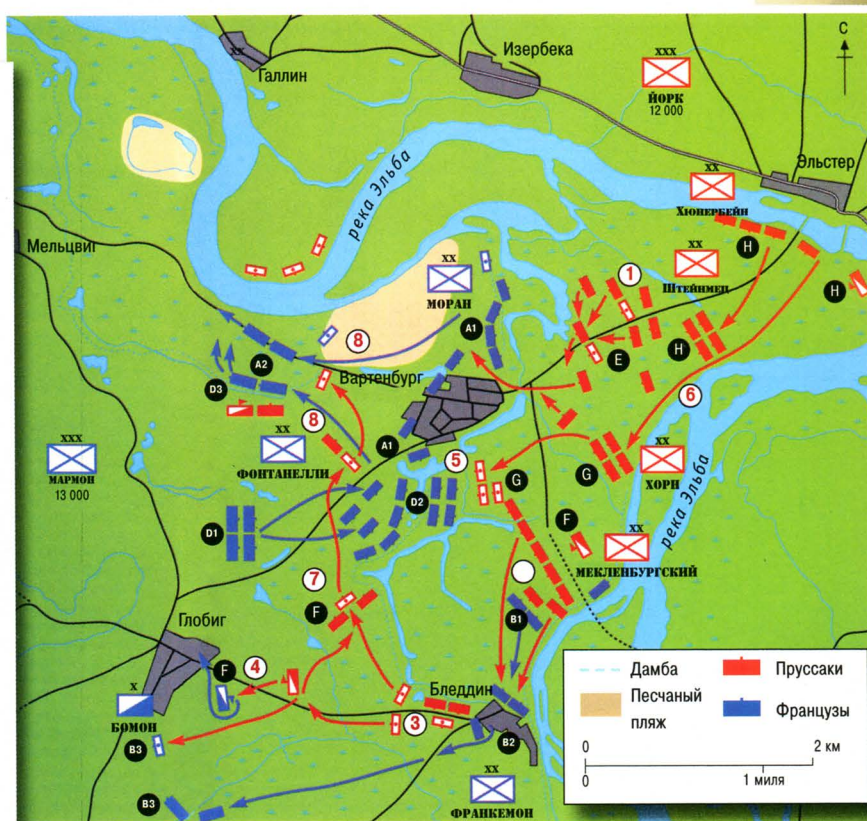 XX
Галлин
Изербека
XXX
ЙОРК
12 000
С
Эльстер
XX
ХЮНЕРБЕЙН
H
река Эльба
Мельцвиг
XX
МОРАН
XX
ШТЕЙНМЕЦ
1
H
A1
8
E
H
A2
Вартенбург
D3
6
8
XXX
МАРМОН
13 000
XX
ФОНТАНЕЛЛИ
A1
5
G
G
XX
ХОРН
D2
D1
F
XX
МЕКЛЕНБУРГСКИЙ
река Эльба
7
F
B1
Глобиг
F
4
X
БОМОН
B3
Бледдин
3
B2
B3
XX
ФРАНКЕМОН
Дамба
Пруссаки
Песчаный
пляж
Французы
0
2 км
0
1 миля